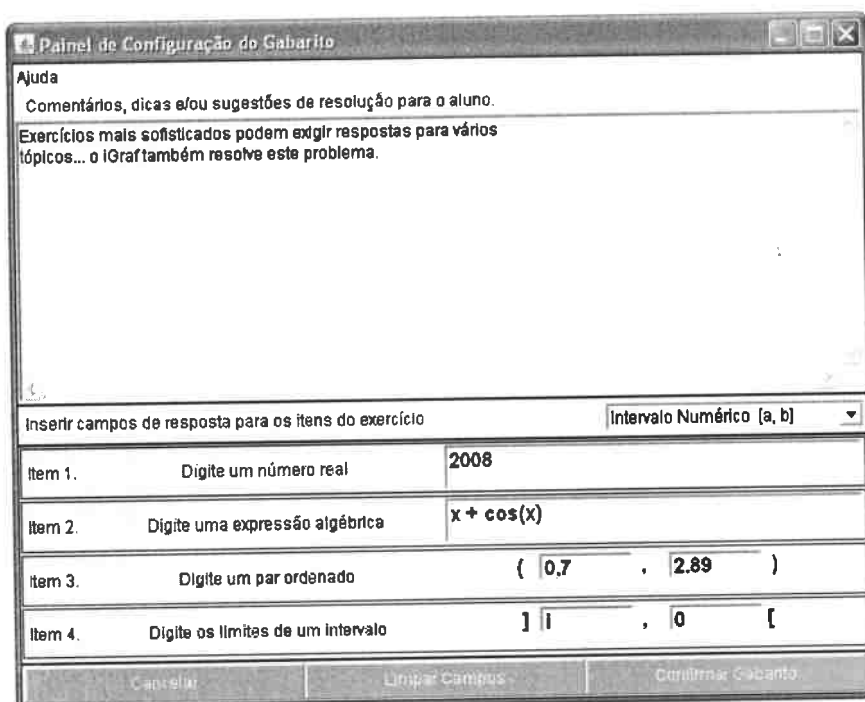 Painel de Configuração do Gabarito
Ajuda
Comentários, dicas e/ou sugestões de resolução para o aluno.
Exercícios mais sofisticados podem exigir respostas para vários
tópicos... o iGraf também resolve este problema.
Inserir campos de resposta para os itens do exercício Intervalo Numérico [a, b]
Item 1. Digite um número real 2008
Item 2. Digite uma expressão algébrica x + cos(x)
Item 3. Digite um par ordenado ( 0.7 , 2.89 )
Item 4. Digite os limites de um intervalo ] i , 0 [
Cancelar Limpar Campos Confirmar Gabarito